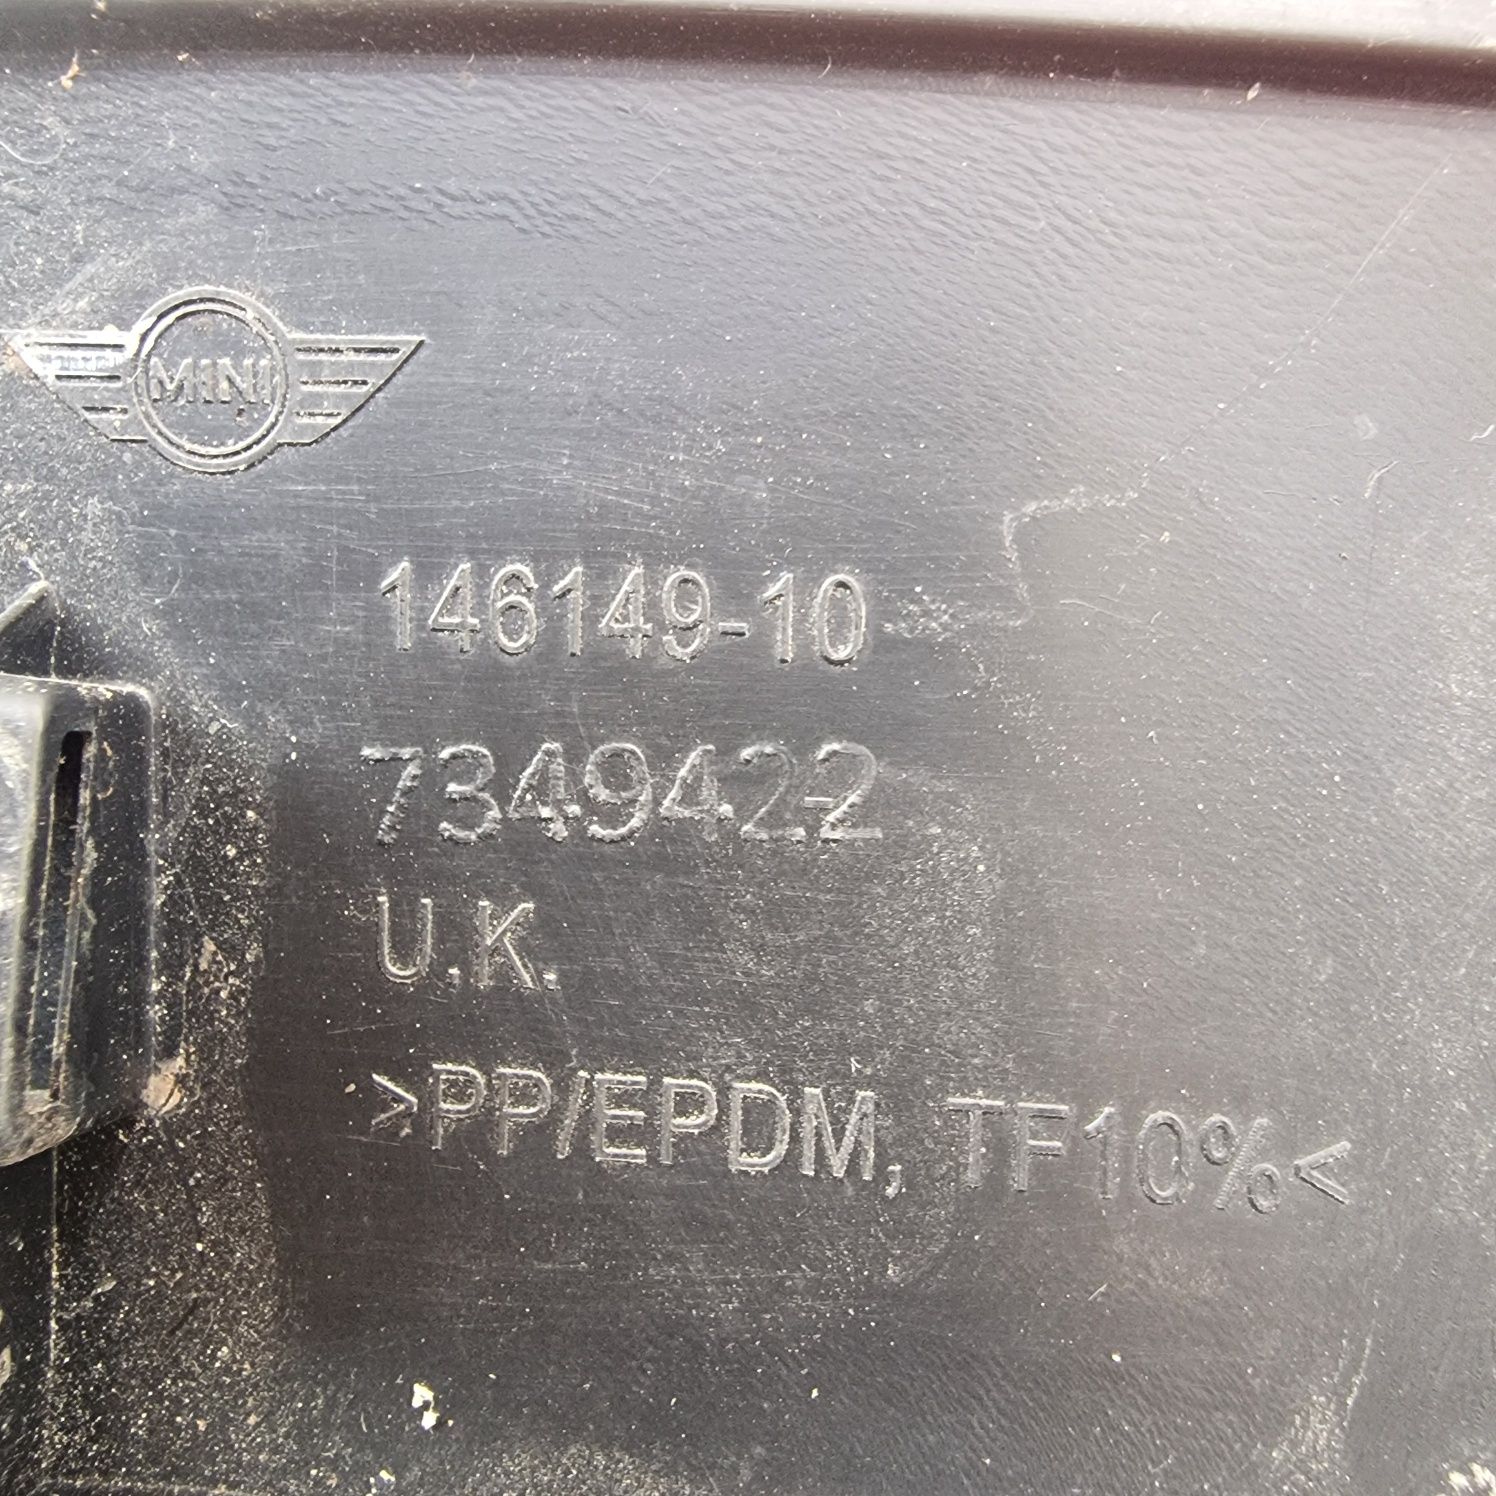 MINI
146149-10
7349422
U.K.
>PP/EPDM, TF10%<